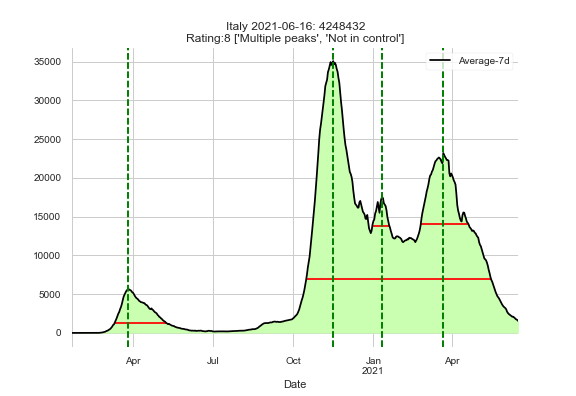 Italy 2021-06-16: 4248432
Rating:8 ['Multiple peaks', 'Not in control']
Average-7d
35000
30000
25000
20000
15000
10000
5000
0
Apr
Jul
Oct
Jan
2021
Apr
Date